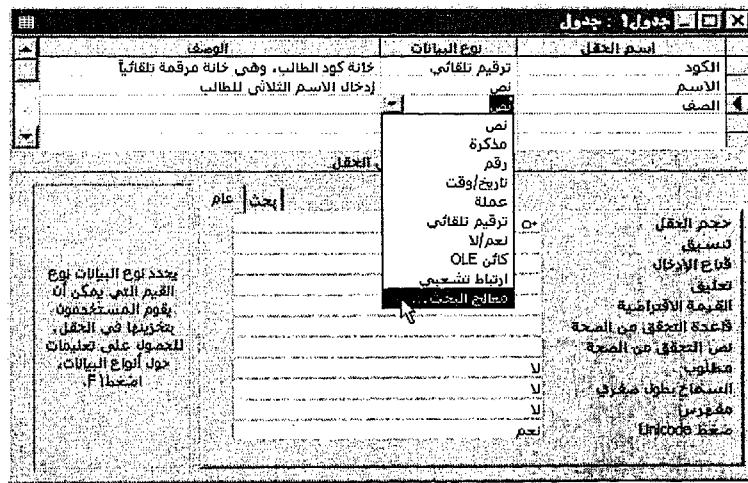 جدول1 : جدول
اسم الحقل نوع البيانات الوصف
الكود ترقيم تلقائي خانة كود الطالب، وهى خانة مرقمة تلقائياً
الاسم نص إدخال الاسم الثلاثى للطالب
الصف نص
نص
مذكرة
رقم
تاريخ/وقت
عملة
ترقيم تلقائي
نعم/لا
كائن OLE
ارتباط تشعبي
معالج البحث...
الحقل
عام بحث
حجم الحقل ٥٠
تنسيق
قناع الإدخال
تعليق
القيمة الافتراضية
قاعدة التحقق من الصحة
نص التحقق من الصحة
مطلوب لا
السماح بطول صفري لا
مفهرس لا
ضغط Unicode نعم
يحدد نوع البيانات نوع
القيم التي يمكن أن
يقوم المستخدمون
بتخزينها في الحقل.
للحصول على تعليمات
حول أنواع البيانات،
اضغط F1.